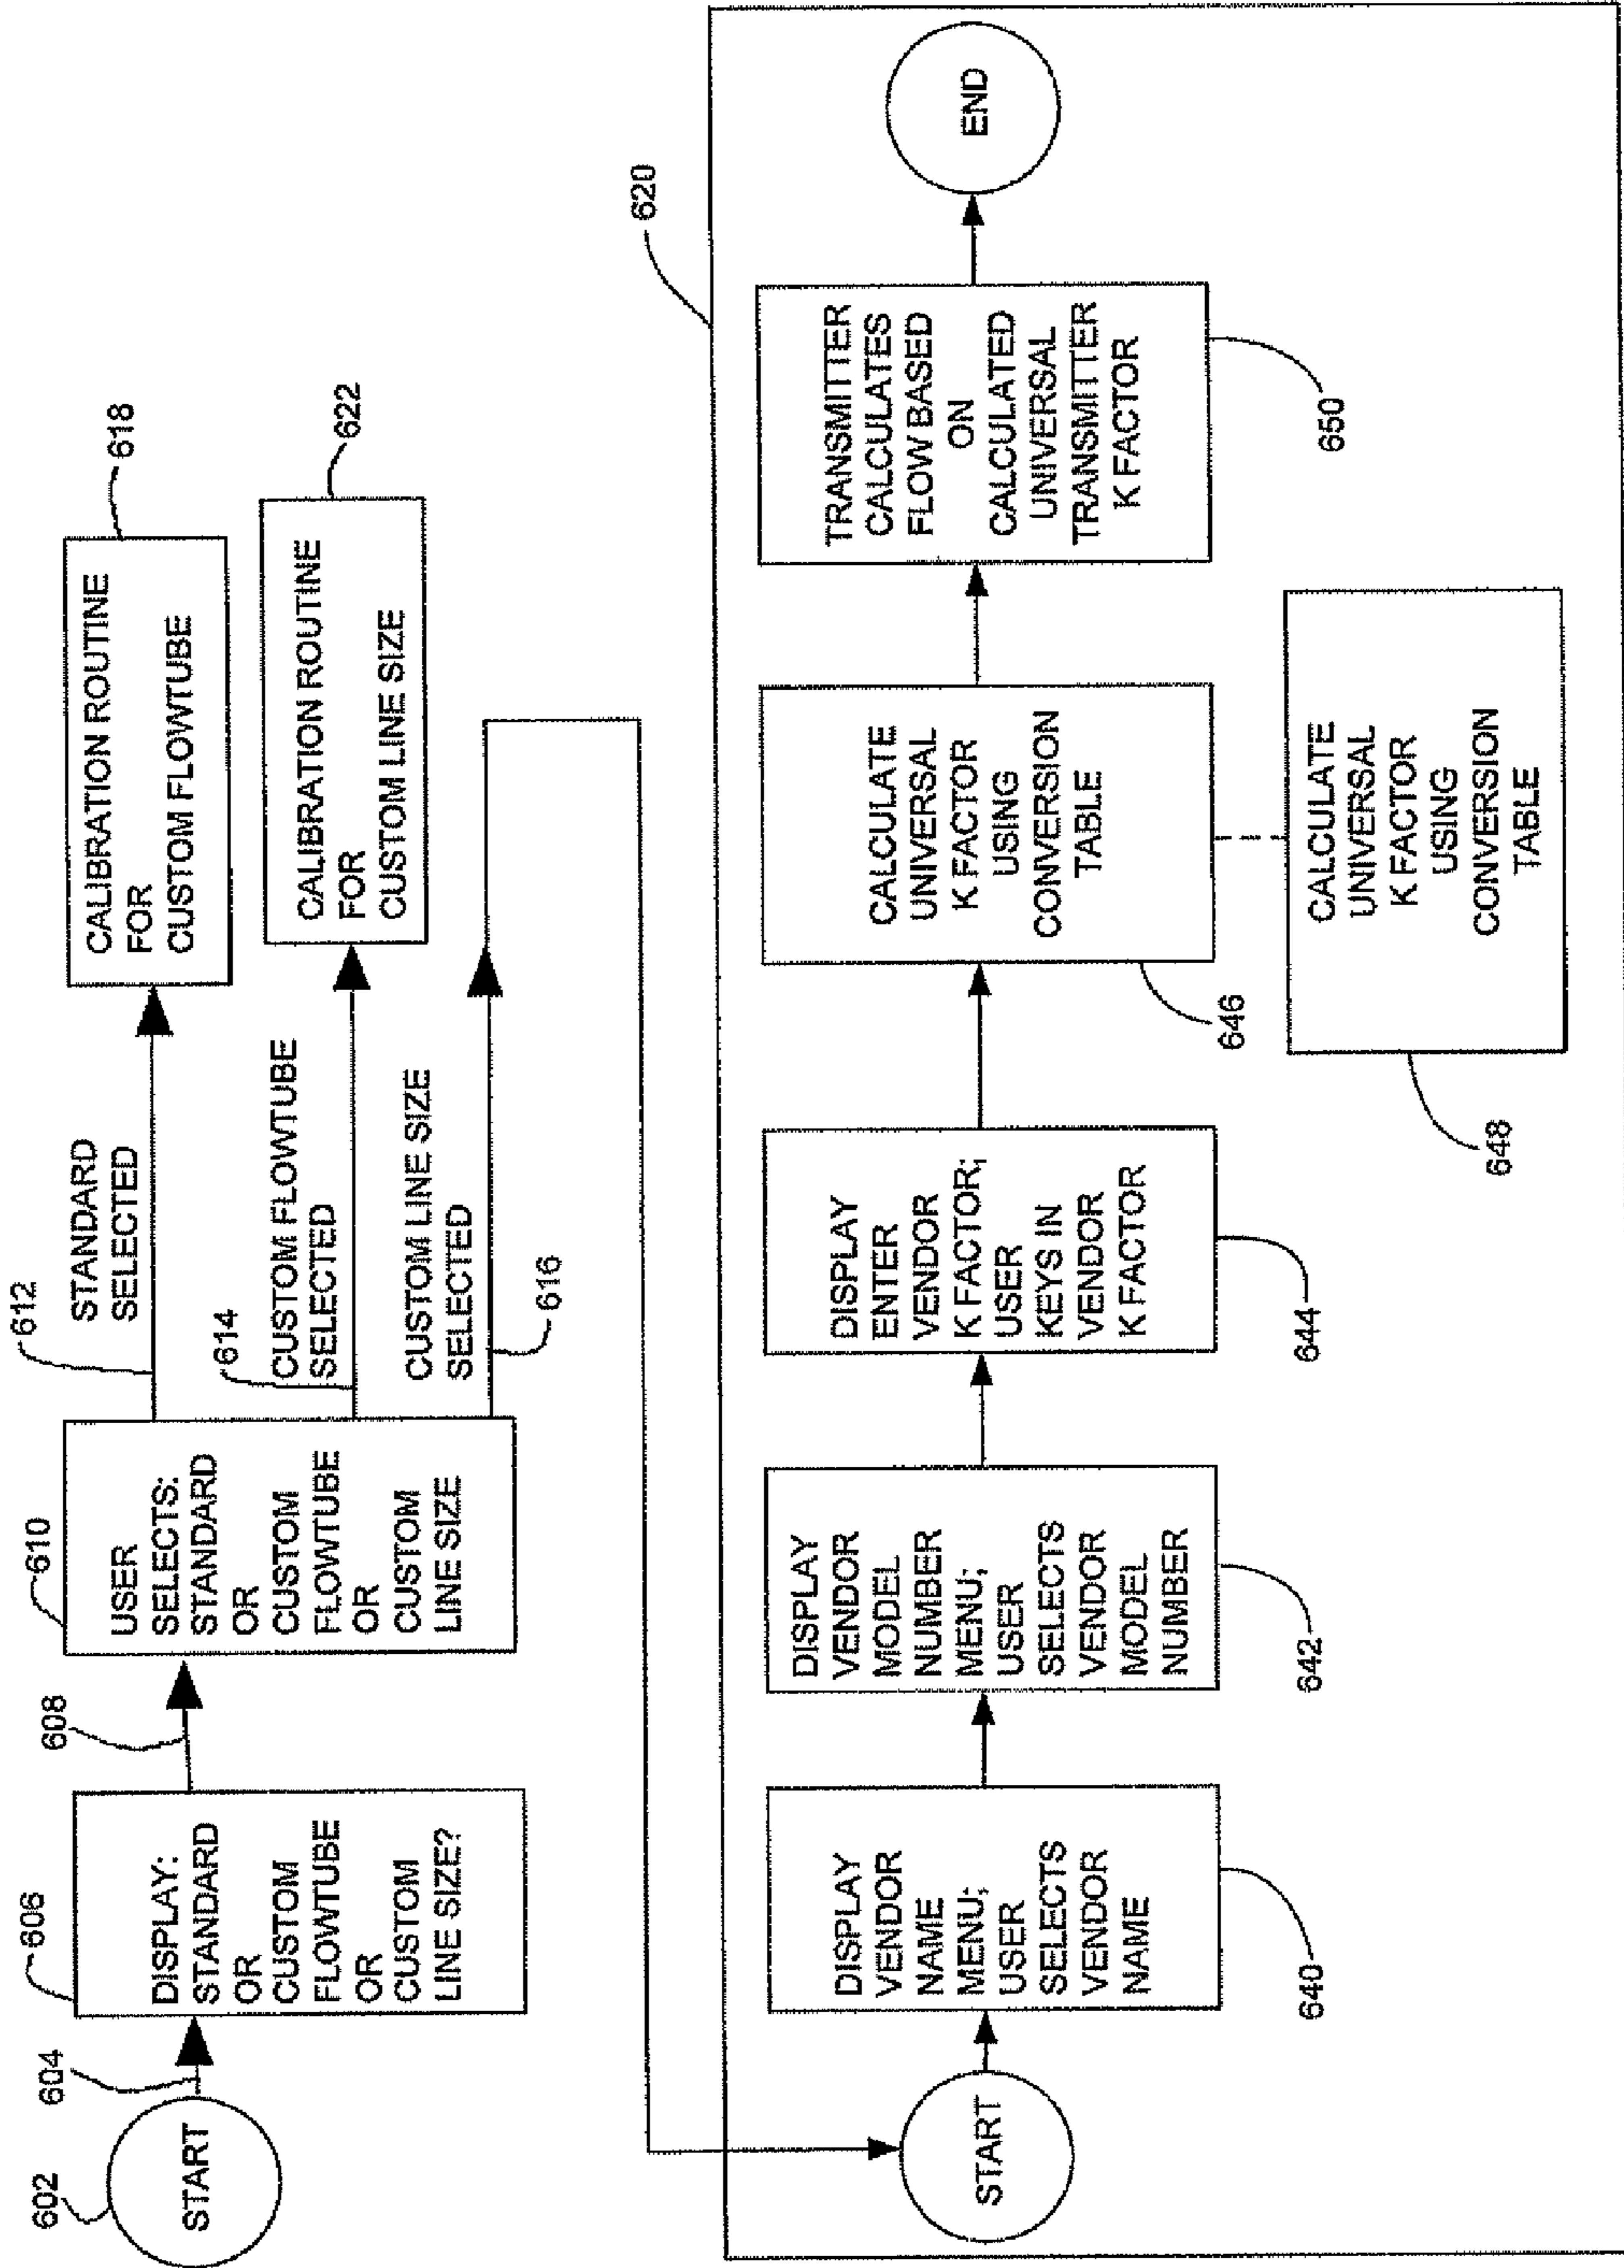 602
START
604
606
DISPLAY:
STANDARD
OR
CUSTOM
FLOWTUBE
OR
CUSTOM
LINE SIZE?
608
610
USER
SELECTS:
STANDARD
OR
CUSTOM
FLOWTUBE
OR
CUSTOM
LINE SIZE
612
STANDARD
SELECTED
614
CUSTOM FLOWTUBE
SELECTED
CUSTOM LINE SIZE
SELECTED
616
CALIBRATION ROUTINE
FOR
CUSTOM FLOWTUBE
618
CALIBRATION ROUTINE
FOR
CUSTOM LINE SIZE
622
620
START
DISPLAY
VENDOR
NAME
MENU;
USER
SELECTS
VENDOR
NAME
640
DISPLAY
VENDOR
MODEL
NUMBER
MENU;
USER
SELECTS
VENDOR
MODEL
NUMBER
642
DISPLAY
ENTER
VENDOR
K FACTOR;
USER
KEYS IN
VENDOR
K FACTOR
644
CALCULATE
UNIVERSAL
K FACTOR
USING
CONVERSION
TABLE
646
CALCULATE
UNIVERSAL
K FACTOR
USING
CONVERSION
TABLE
648
TRANSMITTER
CALCULATES
FLOW BASED
ON
CALCULATED
UNIVERSAL
TRANSMITTER
K FACTOR
650
END